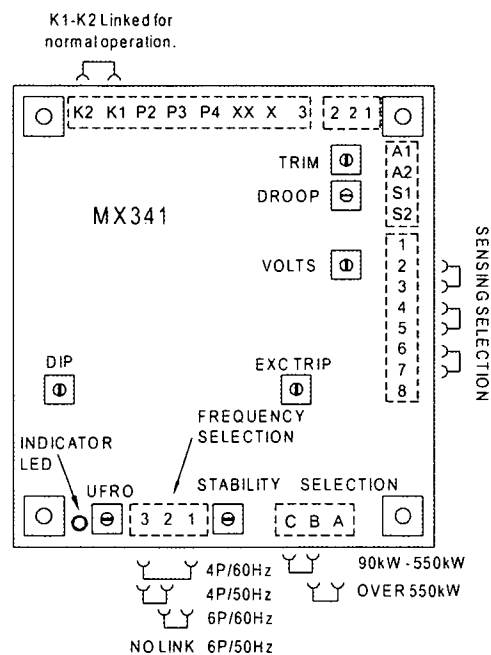 K1-K2 Linked for
normal operation.
K2 K1 P2 P3 P4 XX X 3 2 2 1
TRIM
DROOP
MX341
VOLTS
A1
A2
S1
S2
1
2
3
4
5
6
7
8
SENSING SELECTION
DIP
EXC TRIP
FREQUENCY
SELECTION
INDICATOR
LED
UFRO
STABILITY SELECTION
3 2 1
C B A
4P/60Hz
4P/50Hz
6P/60Hz
NO LINK 6P/50Hz
90kW - 550kW
OVER 550kW